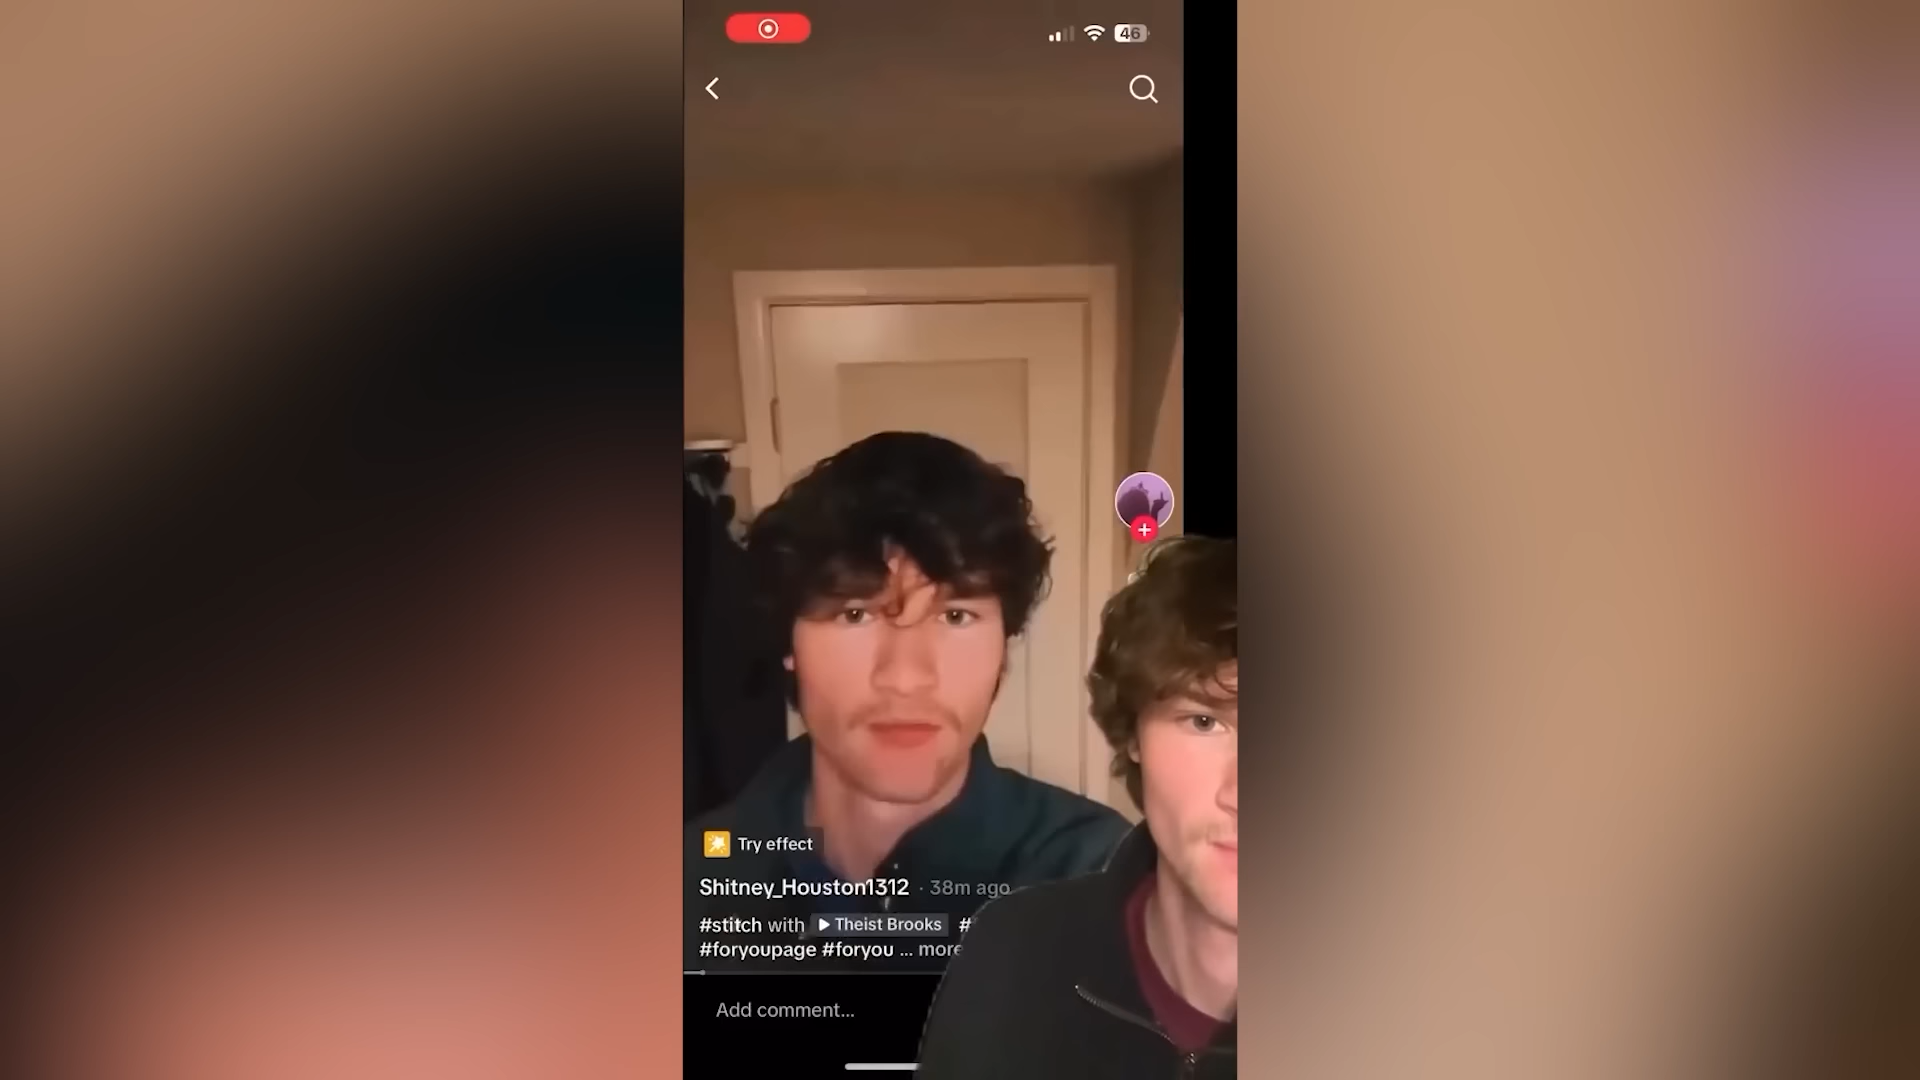 46
Try effect
Shitney_Houston1312 · 38m ago
#stitch with Theist Brooks #
#foryoupage #foryou ... more
Add comment...